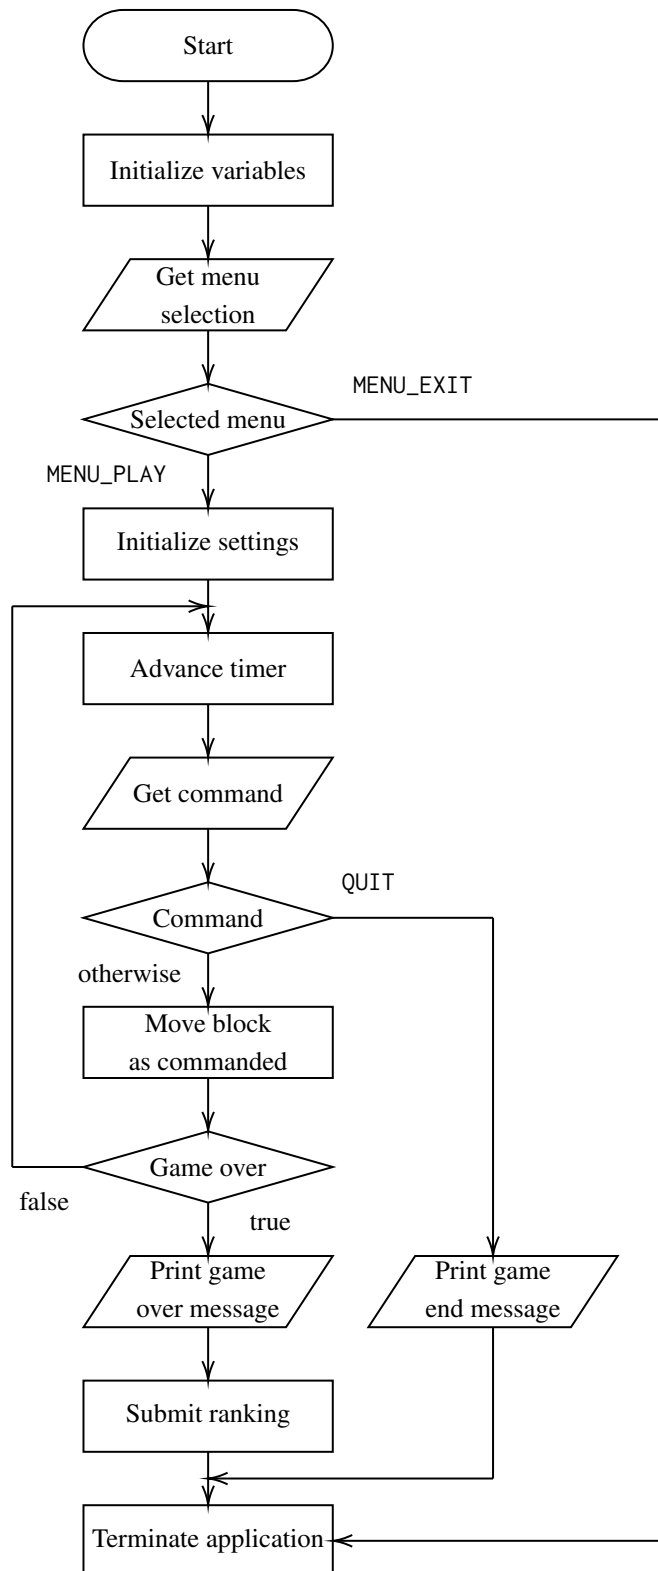 Start
Initialize variables
Get menu
selection
MENU_EXIT
Selected menu
MENU_PLAY
Initialize settings
Advance timer
Get command
QUIT
Command
otherwise
Move block
as commanded
Game over
false
true
Print game
over message
Print game
end message
Submit ranking
Terminate application